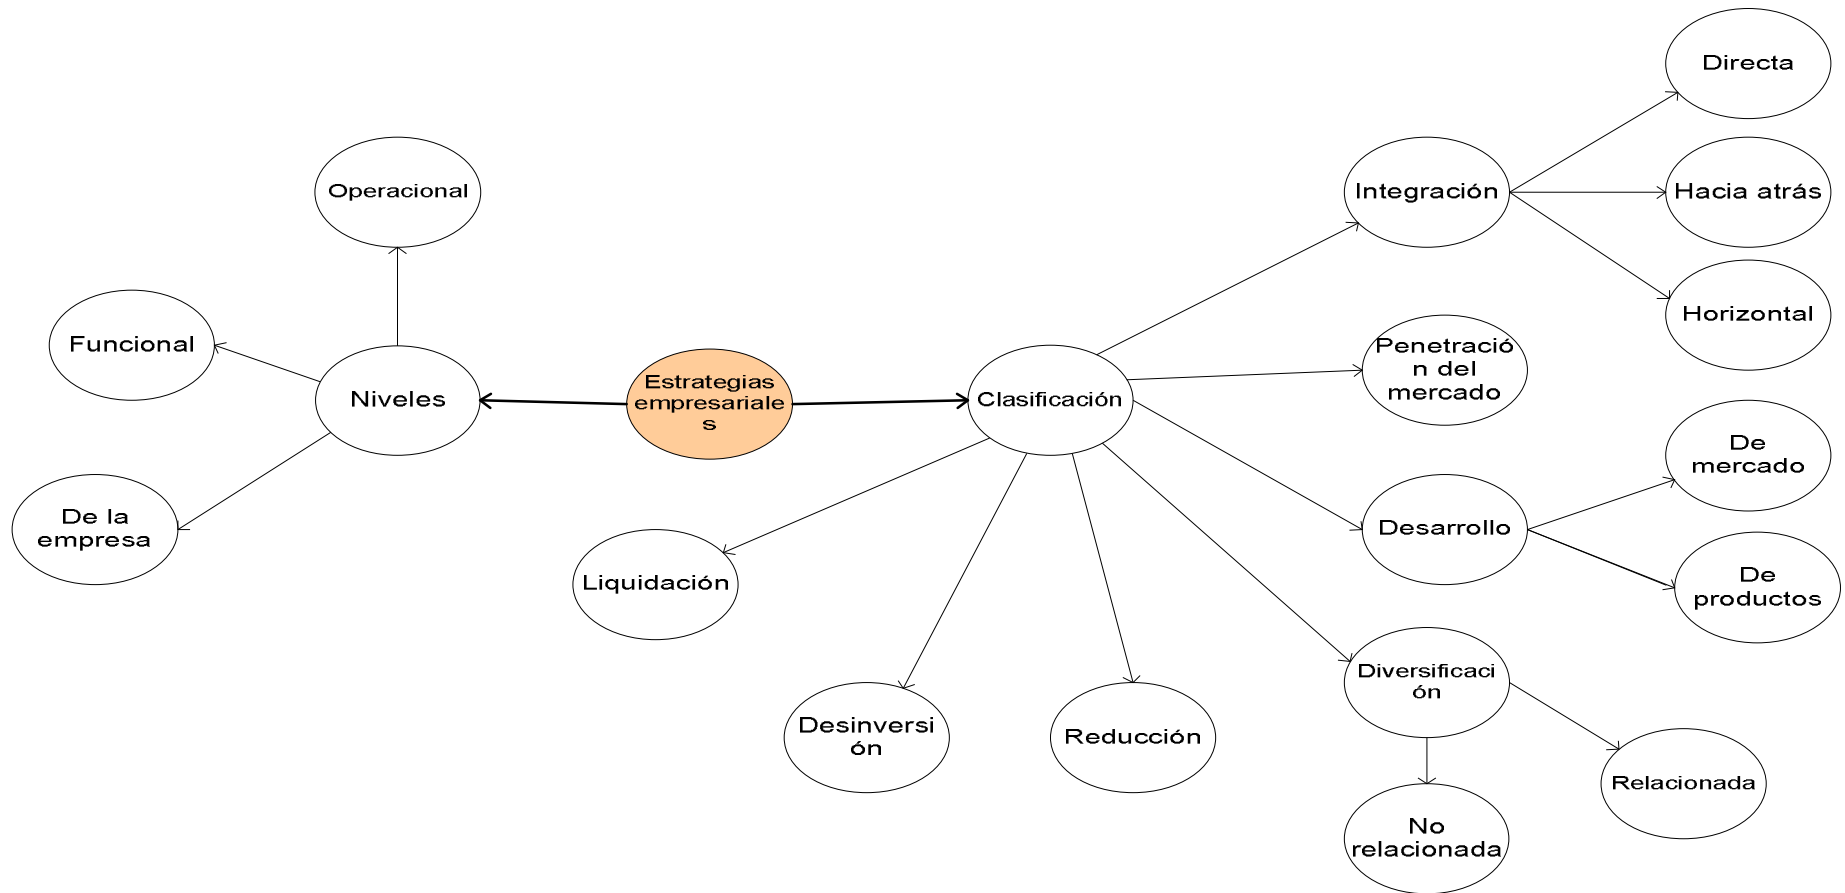 Directa
Operacional
Integración
Hacia atrás
Horizontal
Funcional
Penetració
n del
mercado
Niveles
Estrategias
empresariale
s
Clasificación
De
mercado
De la
empresa
Desarrollo
Liquidación
De
productos
Diversificaci
ón
Desinversi
ón
Reducción
Relacionada
No
relacionada